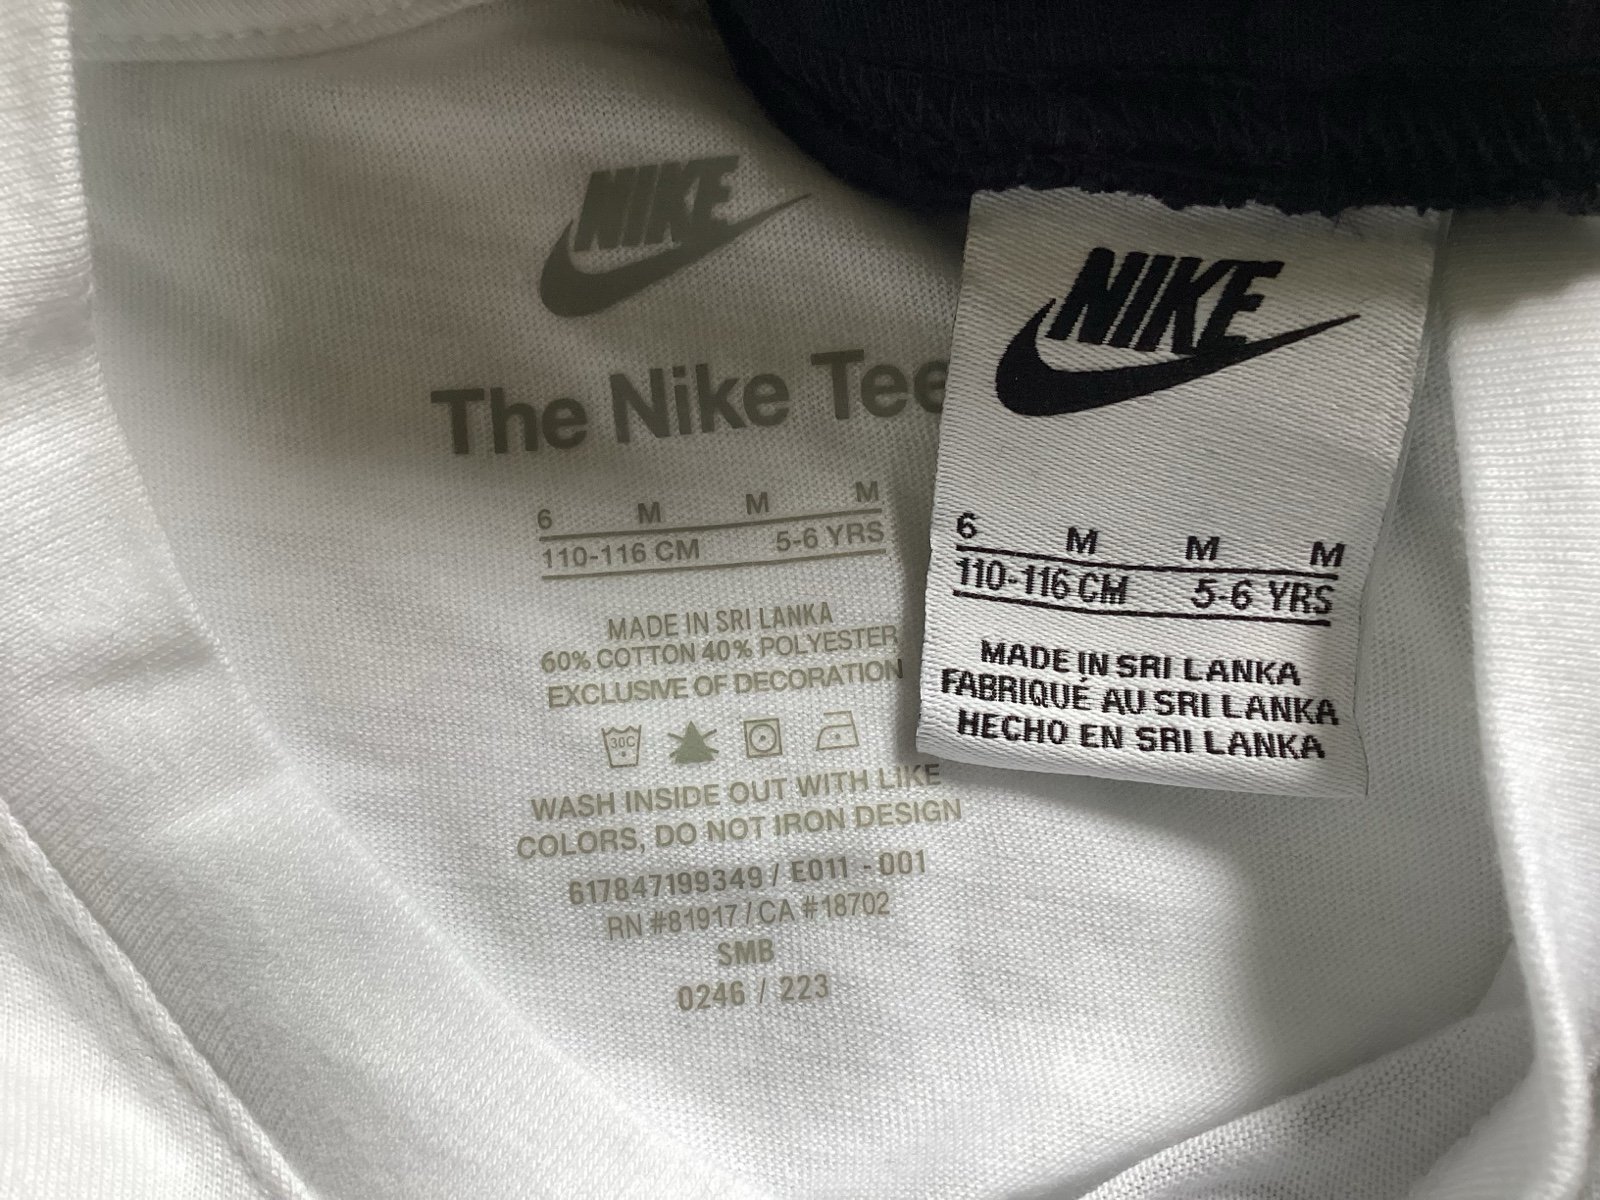 NIKE
The Nike Tee
6 M M M
110-116 CM 5-6 YRS
MADE IN SRI LANKA
60% COTTON 40% POLYESTER
EXCLUSIVE OF DECORATION
30C
WASH INSIDE OUT WITH LIKE
COLORS, DO NOT IRON DESIGN
617847199349 / E011 - 001
RN #81917 / CA #18702
SMB
0246 / 223
NIKE
6 M M M
110-116 CM 5-6 YRS
MADE IN SRI LANKA
FABRIQUÉ AU SRI LANKA
HECHO EN SRI LANKA